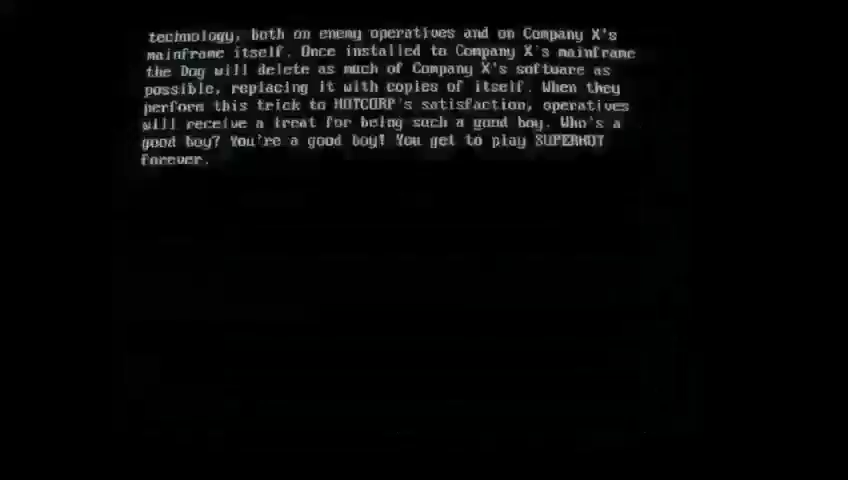 technology, both on enemy operatives and on Company X's
mainframe itself. Once installed to Company X's mainframe
the Dog will delete as much of Company X's software as
possible, replacing it with copies of itself. When they
perform this trick to HOTCORP's satisfaction, operatives
will receive a treat for being such a good boy. Who's a
good boy? You're a good boy! You get to play SUPERHOT
forever.